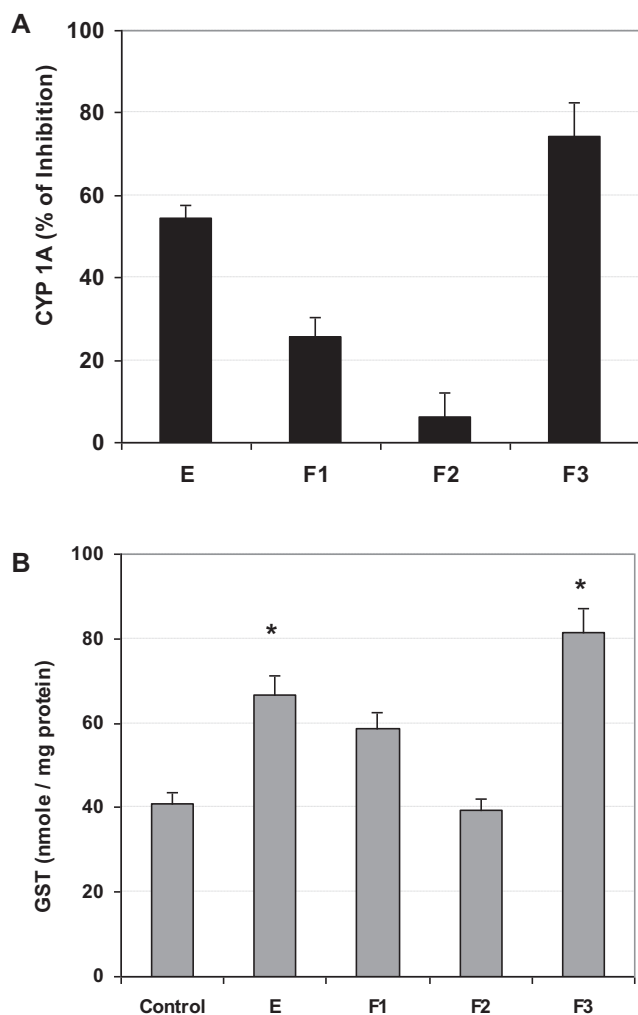 A
CYP 1A (% of Inhibition)
100
80
60
40
20
0
E F1 F2 F3
B
GST (nmole / mg protein)
100
80
60
40
20
0
* *
Control E F1 F2 F3